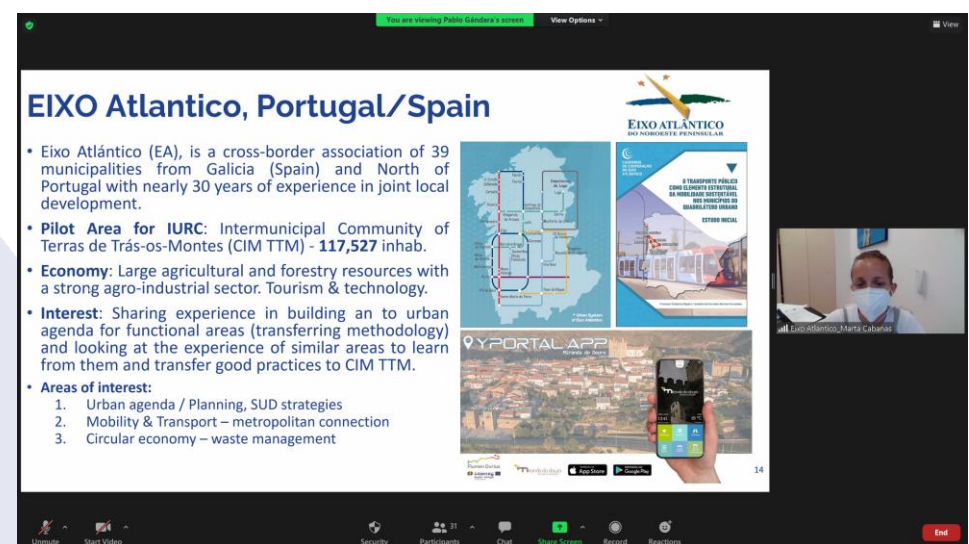 You are viewing Pablo Gándara's screen
View Options
View
EIXO Atlantico, Portugal/Spain
EIXO ATLÂNTICO
DO NOROESTE PENINSULAR
• Eixo Atlántico (EA), is a cross-border association of 39
municipalities from Galicia (Spain) and North of
Portugal with nearly 30 years of experience in joint local
development.
• Pilot Area for IURC: Intermunicipal Community of
Terras de Trás-os-Montes (CIM TTM) - 117,527 inhab.
• Economy: Large agricultural and forestry resources with
a strong agro-industrial sector. Tourism & technology.
• Interest: Sharing experience in building an to urban
agenda for functional areas (transferring methodology)
and looking at the experience of similar areas to learn
from them and transfer good practices to CIM TTM.
• Areas of interest:
1. Urban agenda / Planning, SUD strategies
2. Mobility & Transport – metropolitan connection
3. Circular economy – waste management
O TRANSPORTE PÚBLICO
COMO ELEMENTO ESTRUTURAL
DA MOBILIDADE SUSTENTÁVEL
NOS MUNICÍPIOS DO
QUADRILÁTERO URBANO
ESTUDO INICIAL
YPORTAL APP
Miranda do Douro
App Store
Google Play
14
Eixo Atlantico_Marta Cabanas
Unmute
Start Video
Security
Participants
31
Chat
Share Screen
Record
Reactions
End